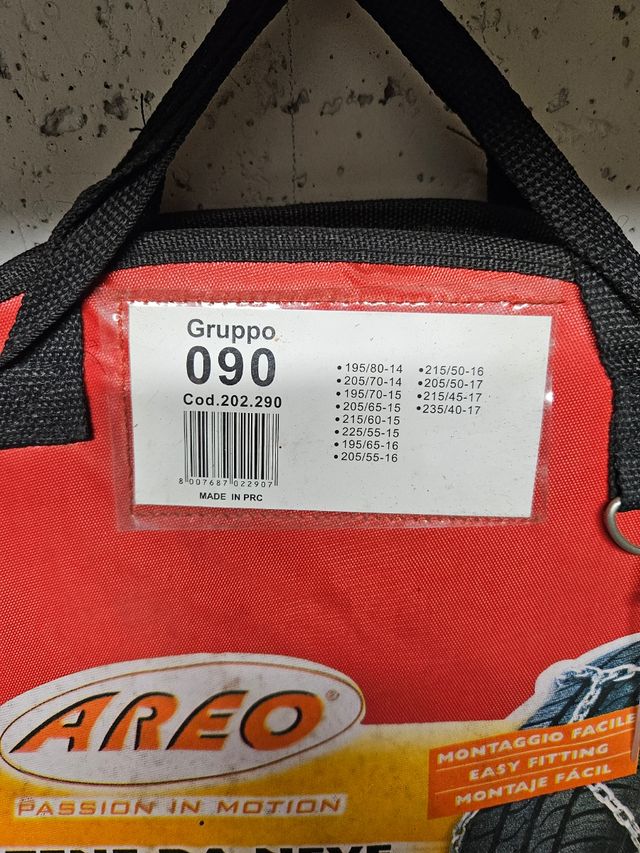 Gruppo
090
Cod.202.290
8 007687 022907
MADE IN PRC
• 195/80-14
• 205/70-14
• 195/70-15
• 205/65-15
• 215/60-15
• 225/55-15
• 195/65-16
• 205/55-16
• 215/50-16
• 205/50-17
• 215/45-17
• 235/40-17
AREO®
PASSION IN MOTION
MONTAGGIO FACILE
EASY FITTING
MONTAJE FÁCIL
DA NEVE